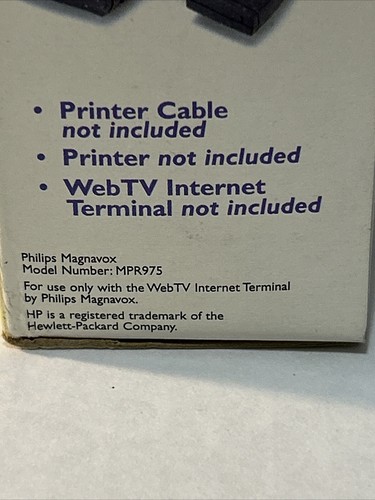 • Printer Cable
not included
• Printer not included
• WebTV Internet
Terminal not included
Philips Magnavox
Model Number: MPR975
For use only with the WebTV Internet Terminal
by Philips Magnavox.
HP is a registered trademark of the
Hewlett-Packard Company.